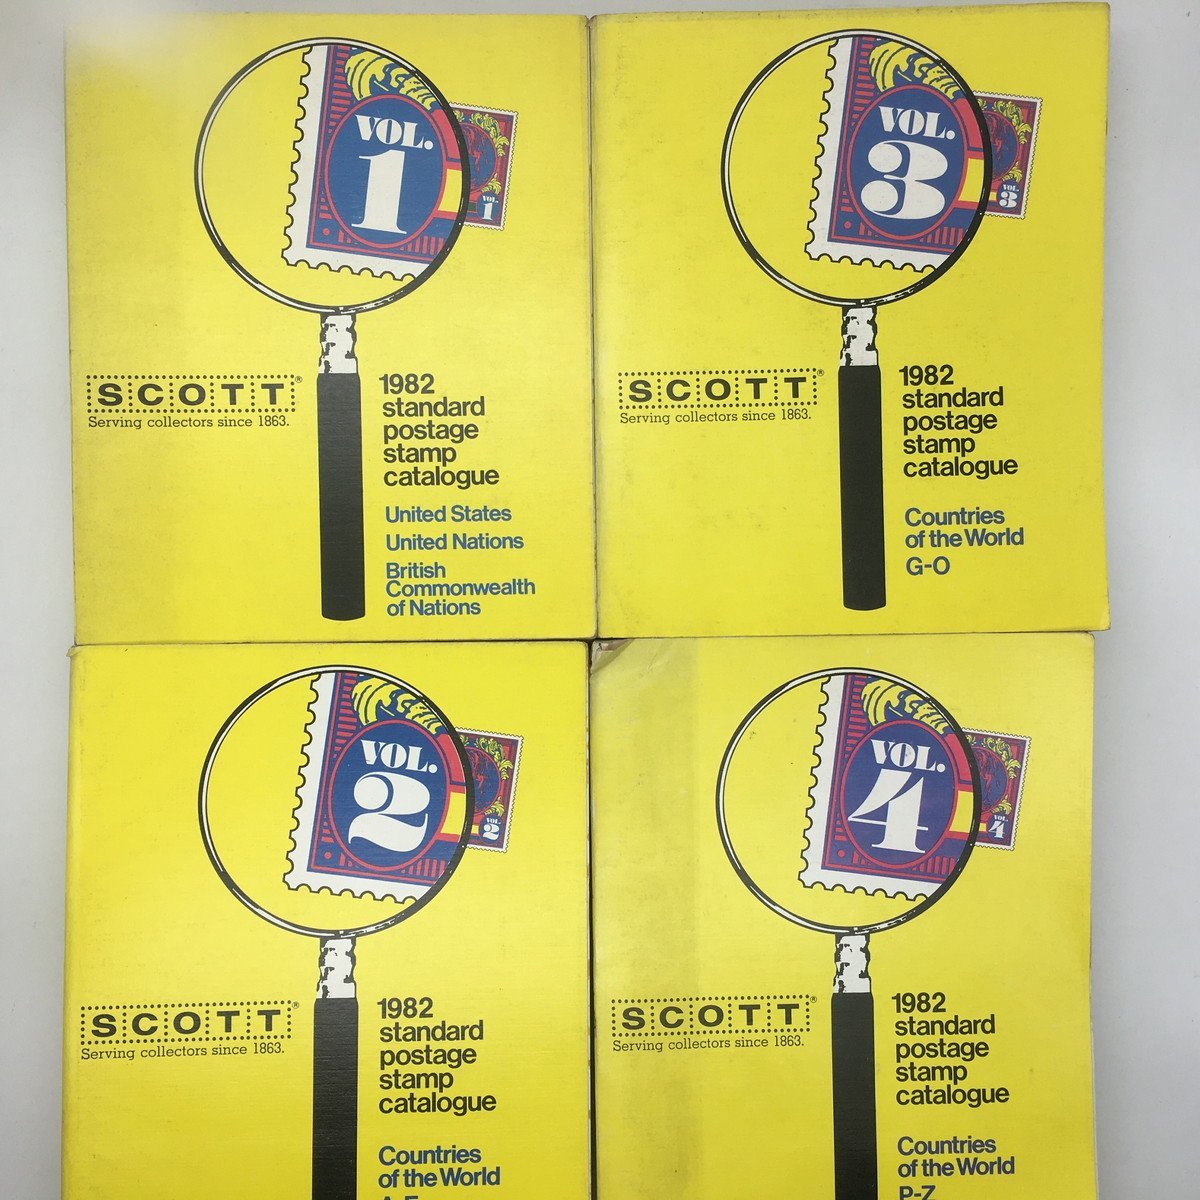 VOL.
1
VOL.
1
SCOTT®
Serving collectors since 1863.
1982
standard
postage
stamp
catalogue
United States
United Nations
British
Commonwealth
of Nations
VOL.
3
VOL.
3
SCOTT®
Serving collectors since 1863.
1982
standard
postage
stamp
catalogue
Countries
of the World
G-O
VOL.
2
VOL.
2
SCOTT®
Serving collectors since 1863.
1982
standard
postage
stamp
catalogue
Countries
of the World
VOL.
4
VOL.
4
SCOTT®
Serving collectors since 1863.
1982
standard
postage
stamp
catalogue
Countries
of the World
P-Z